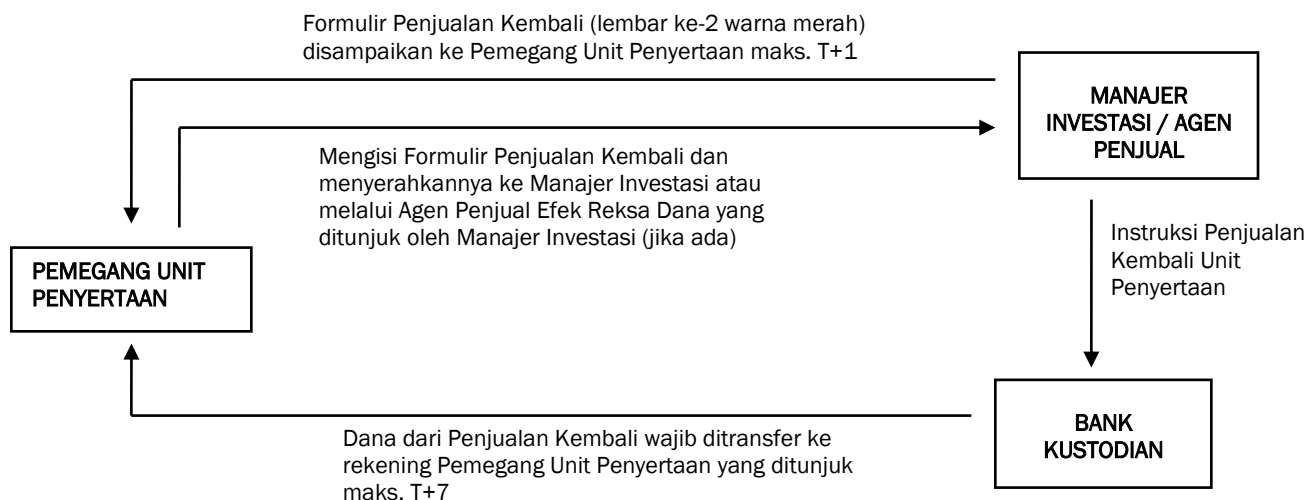 Formulir Penjualan Kembali (lembar ke-2 warna merah)
disampaikan ke Pemegang Unit Penyertaan maks. T+1
MANAJER
INVESTASI / AGEN
PENJUAL
Mengisi Formulir Penjualan Kembali dan
menyerahkannya ke Manajer Investasi atau
melalui Agen Penjual Efek Reksa Dana yang
ditunjuk oleh Manajer Investasi (jika ada)
Instruksi Penjualan
Kembali Unit
Penyertaan
PEMEGANG UNIT
PENYERTAAN
BANK
KUSTODIAN
Dana dari Penjualan Kembali wajib ditransfer ke
rekening Pemegang Unit Penyertaan yang ditunjuk
maks. T+7